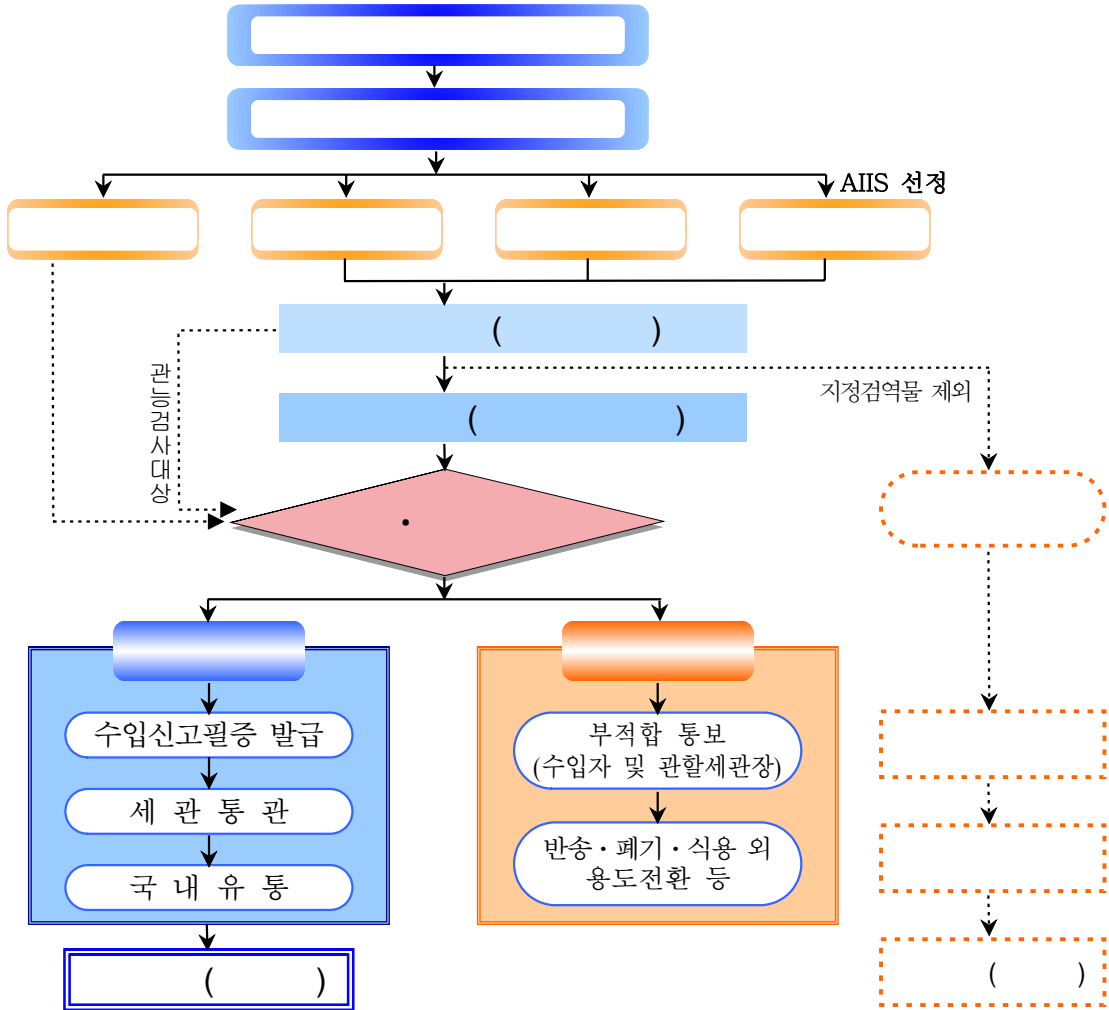 AIIS 선정
( )
관능검사대상
지정검역물 제외
( )
•
수입신고필증 발급
세 관 통 관
국 내 유 통
부적합 통보
(수입자 및 관할세관장)
반송・폐기・식용 외
용도전환 등
( )
( )